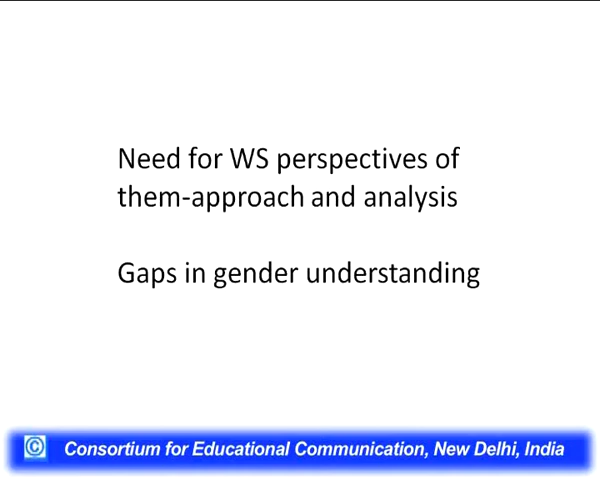 Need for WS perspectives of
them-approach and analysis
Gaps in gender understanding
© Consortium for Educational Communication, New Delhi, India